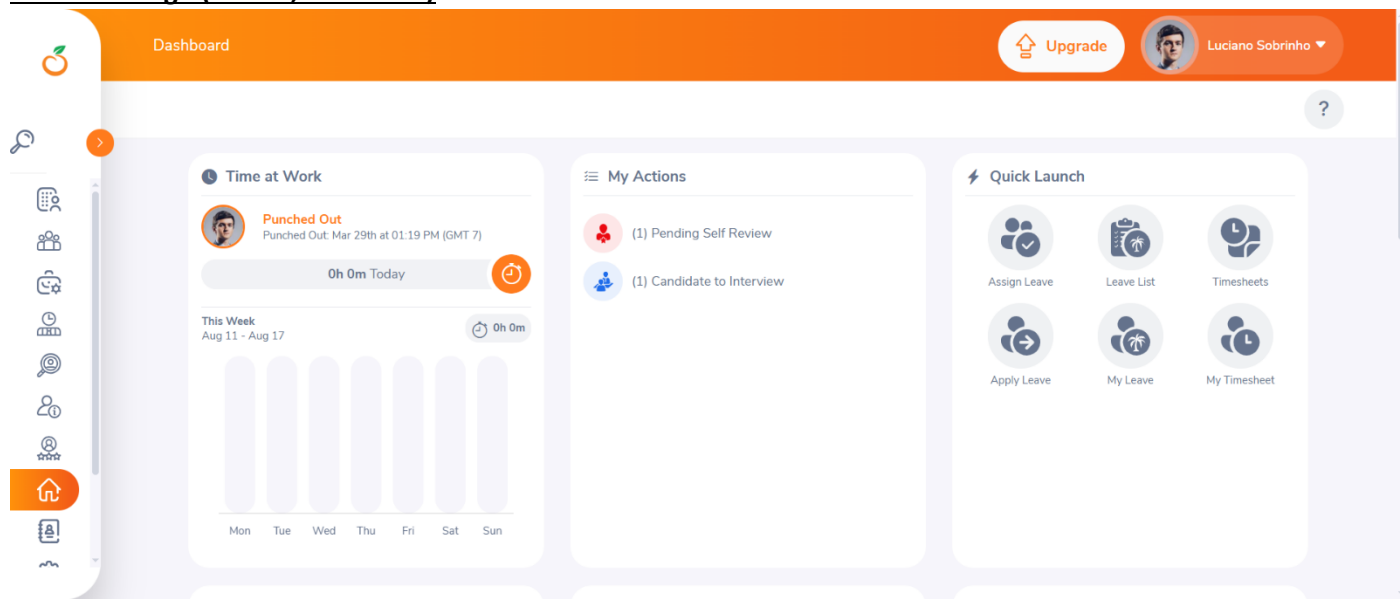 Dashboard
Upgrade
Luciano Sobrinho
?
Time at Work
Punched Out
Punched Out: Mar 29th at 01:19 PM (GMT 7)
0h 0m Today
This Week
Aug 11 - Aug 17
0h 0m
Mon Tue Wed Thu Fri Sat Sun
My Actions
(1) Pending Self Review
(1) Candidate to Interview
Quick Launch
Assign Leave Leave List Timesheets
Apply Leave My Leave My Timesheet